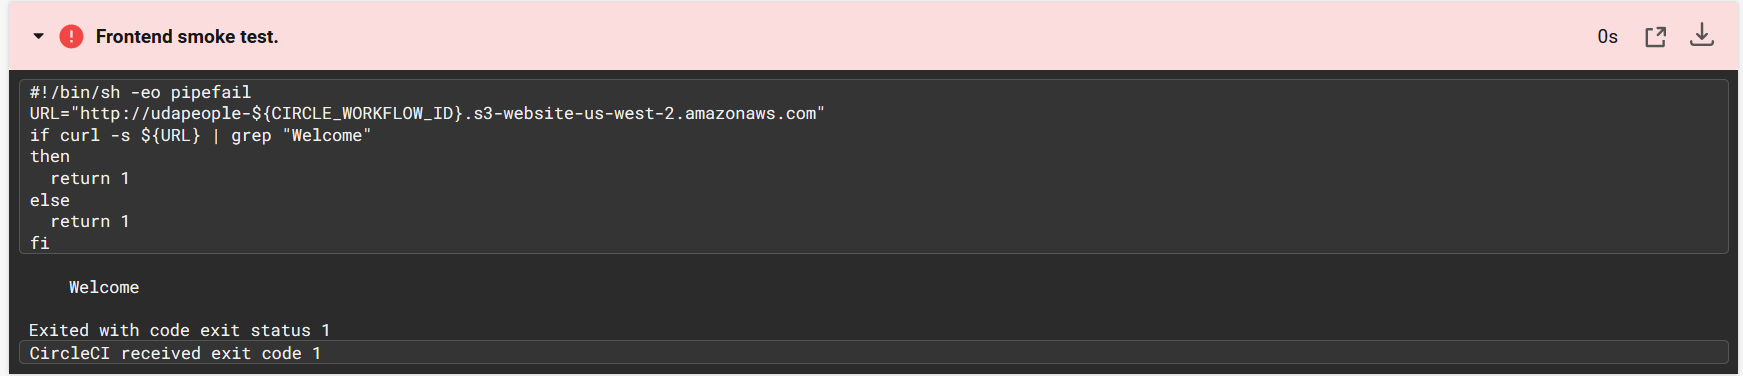 Frontend smoke test.
0s
#!/bin/sh -eo pipefail
URL="http://udapeople-${CIRCLE_WORKFLOW_ID}.s3-website-us-west-2.amazonaws.com"
if curl -s ${URL} | grep "Welcome"
then
  return 1
else
  return 1
fi
Welcome
Exited with code exit status 1
CircleCI received exit code 1